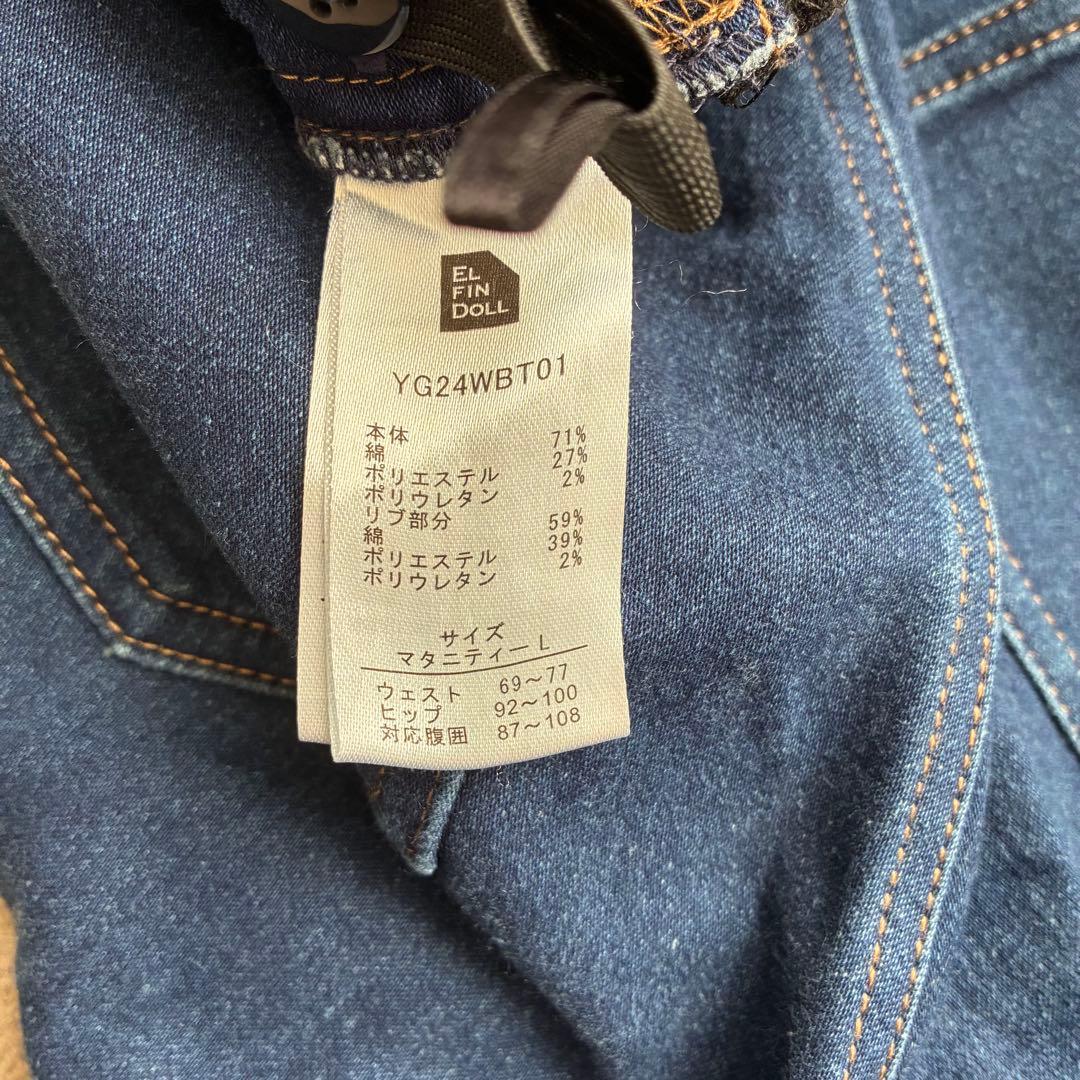 EL
FIN
DOLL
YG24WBT01
本体
綿 71%
ポリエステル 27%
ポリウレタン 2%
リブ部分
綿 59%
ポリエステル 39%
ポリウレタン 2%
サイズ
マタニティー L
ウェスト 69～77
ヒップ 92～100
対応腹囲 87～108